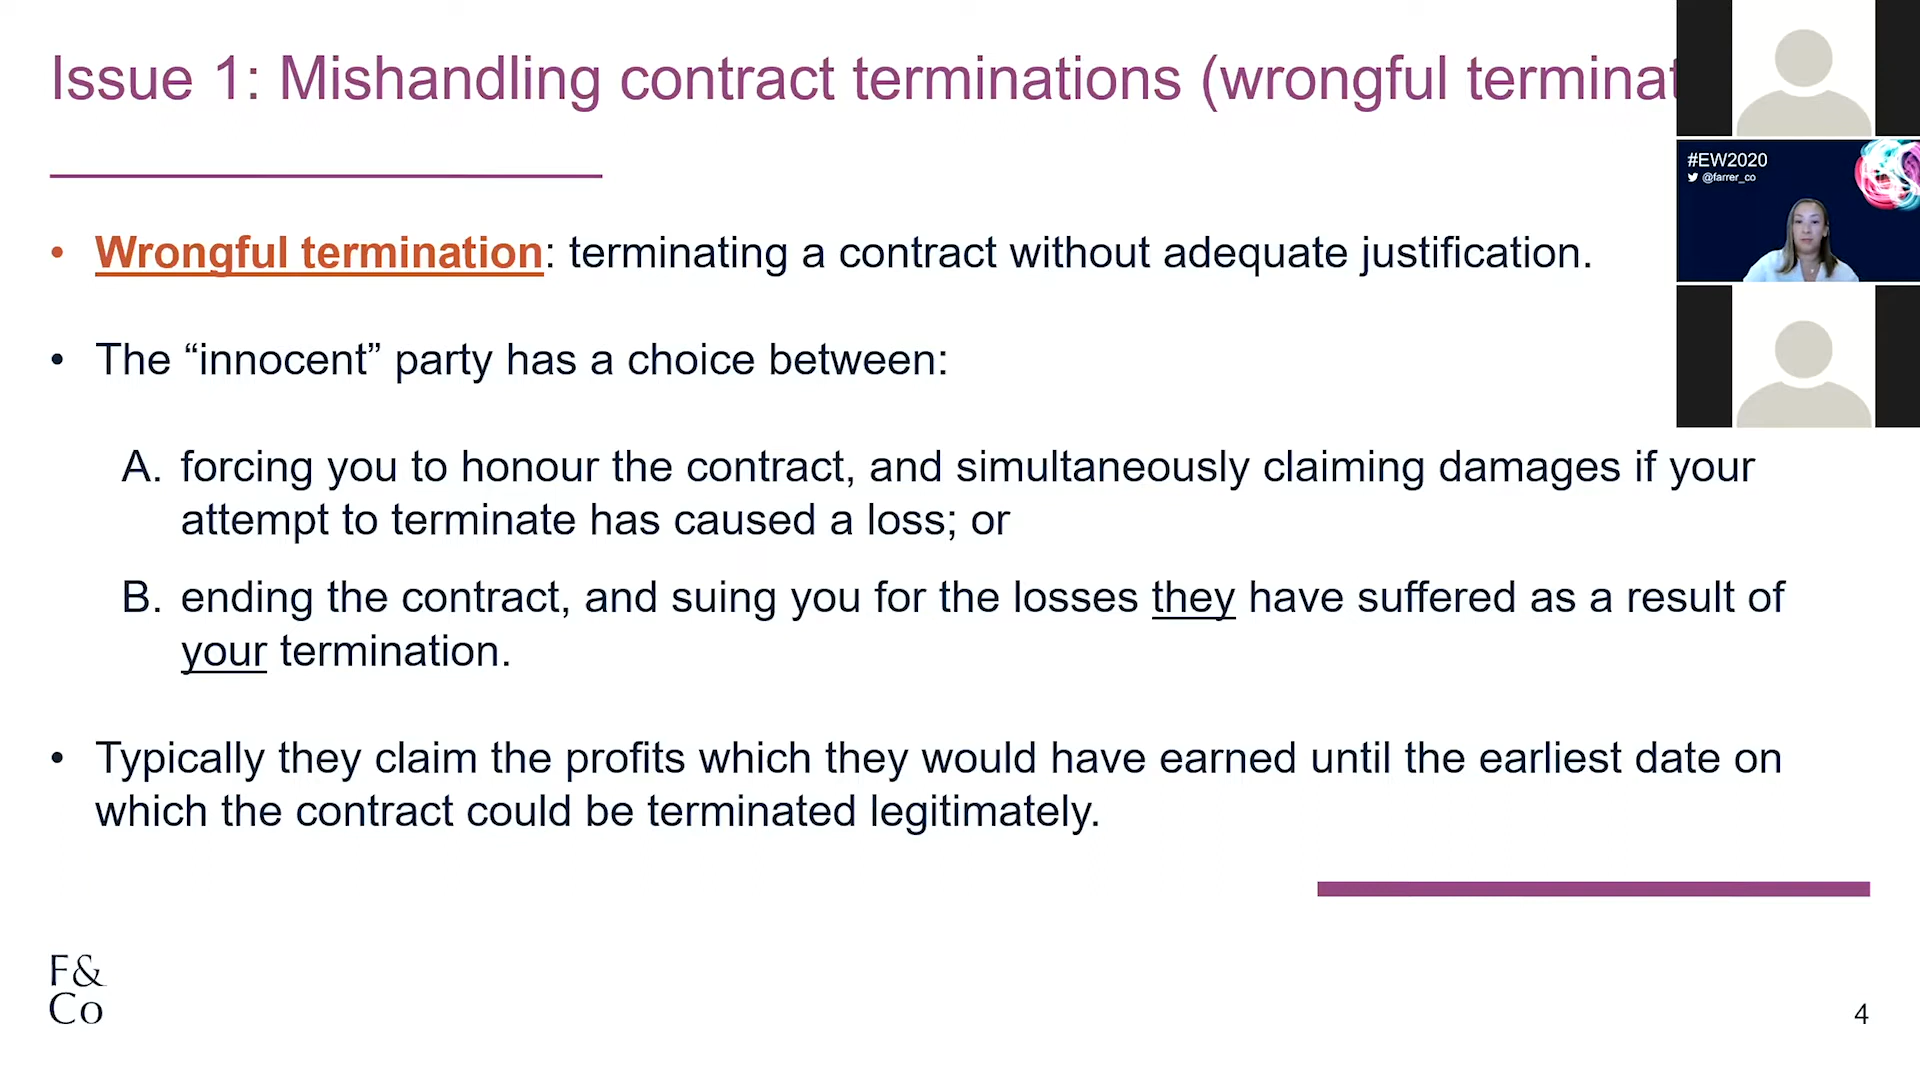 Issue 1: Mishandling contract terminations (wrongful terminat
#EW2020
@farrer_co
• Wrongful termination: terminating a contract without adequate justification.
• The “innocent” party has a choice between:
A. forcing you to honour the contract, and simultaneously claiming damages if your
attempt to terminate has caused a loss; or
B. ending the contract, and suing you for the losses they have suffered as a result of
your termination.
• Typically they claim the profits which they would have earned until the earliest date on
which the contract could be terminated legitimately.
F&
Co
4